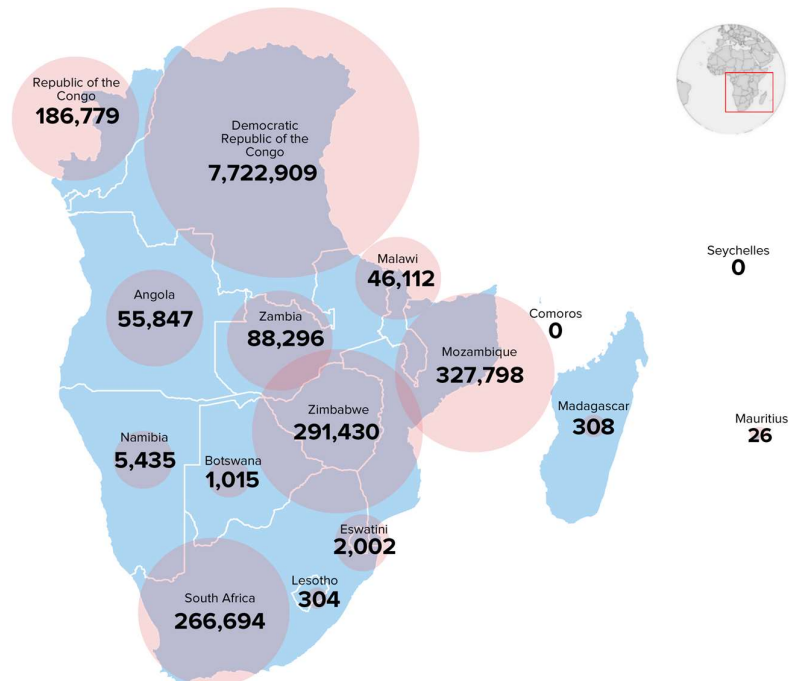 Republic of the
Congo
186,779
Democratic
Republic of the
Congo
7,722,909
Seychelles
0
Malawi
46,112
Angola
55,847
Zambia
88,296
Comoros
0
Mozambique
327,798
Zimbabwe
291,430
Madagascar
308
Mauritius
26
Namibia
5,435
Botswana
1,015
Eswatini
2,002
Lesotho
304
South Africa
266,694